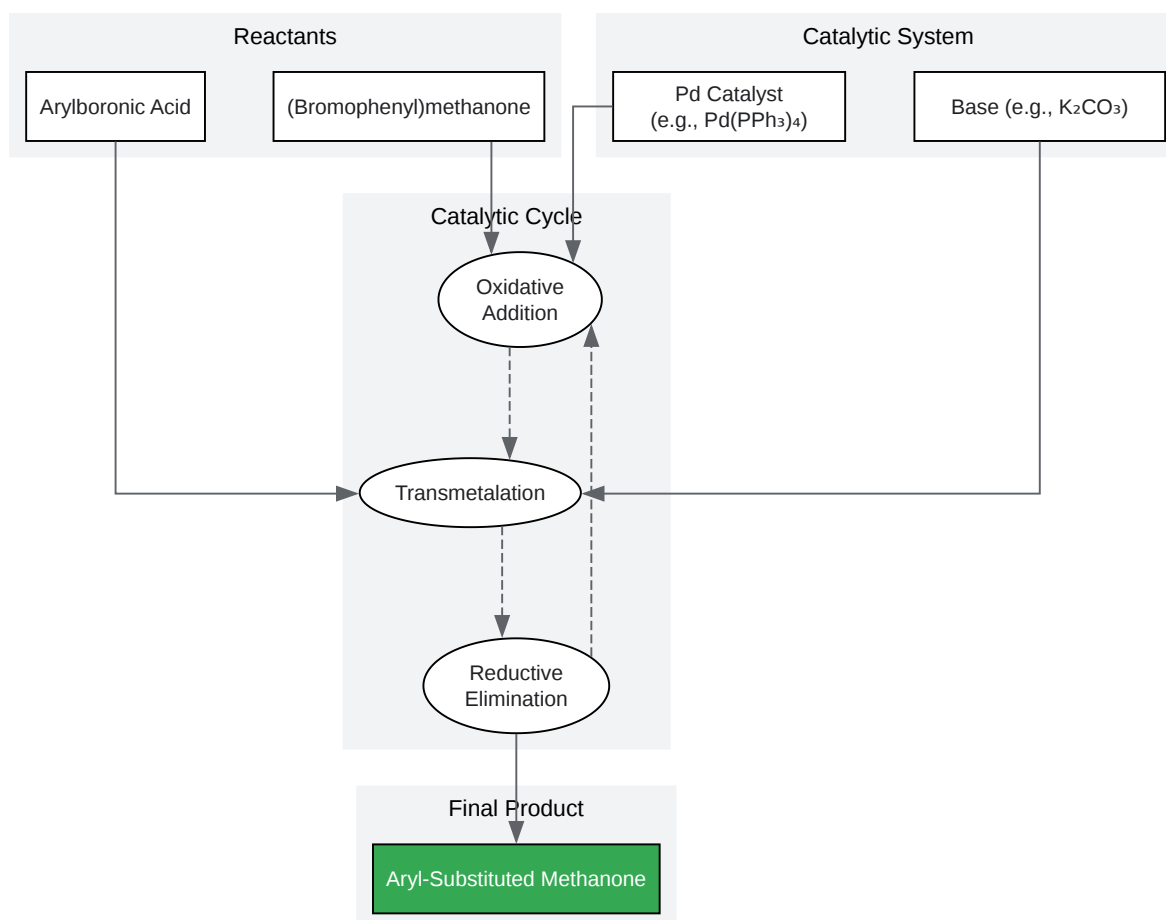 Reactants
Catalytic System
Arylboronic Acid
(Bromophenyl)methanone
Pd Catalyst
(e.g., Pd(PPh₃)₄)
Base (e.g., K₂CO₃)
Catalytic Cycle
Oxidative
Addition
Transmetalation
Reductive
Elimination
Final Product
Aryl-Substituted Methanone